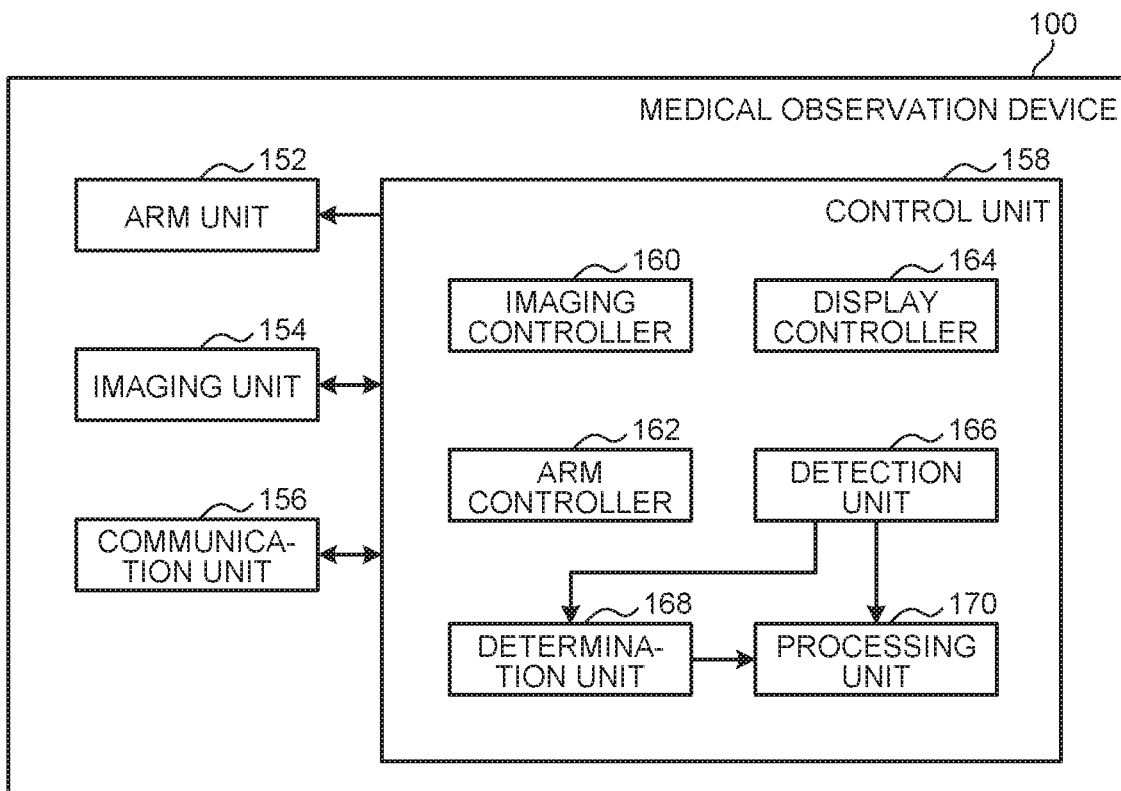 100
MEDICAL OBSERVATION DEVICE
152
ARM UNIT
158
CONTROL UNIT
160
IMAGING
CONTROLLER
164
DISPLAY
CONTROLLER
154
IMAGING UNIT
162
ARM
CONTROLLER
166
DETECTION
UNIT
156
COMMUNICA-
TION UNIT
168
DETERMINA-
TION UNIT
170
PROCESSING
UNIT